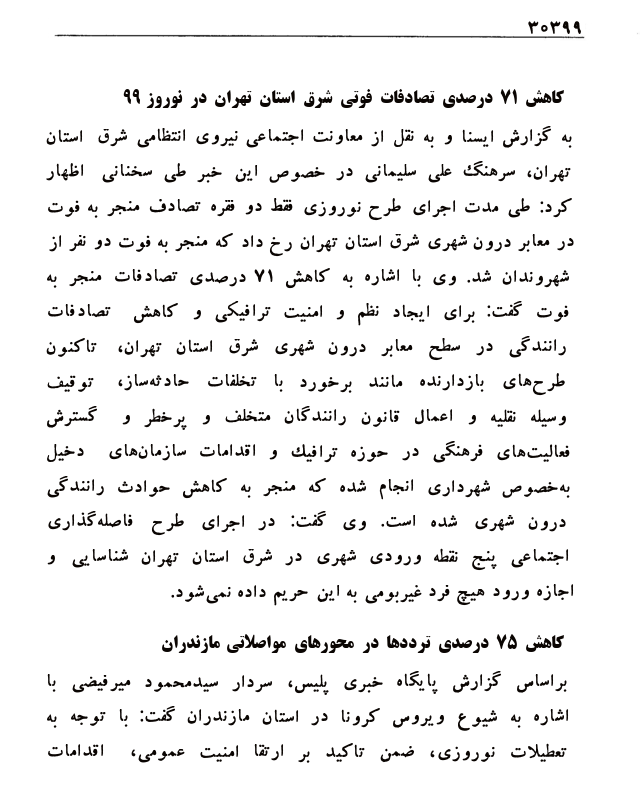 ۳۰۳۹۹
کاهش ۷۱ درصدی تصادفات فوتی شرق استان تهران در نوروز ۹۹
به گزارش ایسنا و به نقل از معاونت اجتماعی نیروی انتظامی شرق استان
تهران، سرهنگ علی سلیمانی در خصوص این خبر طی سخنانی اظهار
کرد: طی مدت اجرای طرح نوروزی فقط دو فقره تصادف منجر به فوت
در معابر درون شهری شرق استان تهران رخ داد که منجر به فوت دو نفر از
شهروندان شد. وی با اشاره به کاهش ۷۱ درصدی تصادفات منجر به
فوت گفت: برای ایجاد نظم و امنیت ترافیکی و کاهش تصادفات
رانندگی در سطح معابر درون شهری شرق استان تهران، تاکنون
طرح‌های بازدارنده مانند برخورد با تخلفات حادثه‌ساز، توقیف
وسیله نقلیه و اعمال قانون رانندگان متخلف و پرخطر و گسترش
فعالیت‌های فرهنگی در حوزه ترافیک و اقدامات سازمان‌های دخیل
به‌خصوص شهرداری انجام شده که منجر به کاهش حوادث رانندگی
درون شهری شده است. وی گفت: در اجرای طرح فاصله‌گذاری
اجتماعی پنج نقطه ورودی شهری در شرق استان تهران شناسایی و
اجازه ورود هیچ فرد غیربومی به این حریم داده نمی‌شود.
کاهش ۷۵ درصدی ترددها در محورهای مواصلاتی مازندران
براساس گزارش پایگاه خبری پلیس، سردار سیدمحمود میرفیضی با
اشاره به شیوع ویروس کرونا در استان مازندران گفت: با توجه به
تعطیلات نوروزی، ضمن تاکید بر ارتقا امنیت عمومی، اقدامات